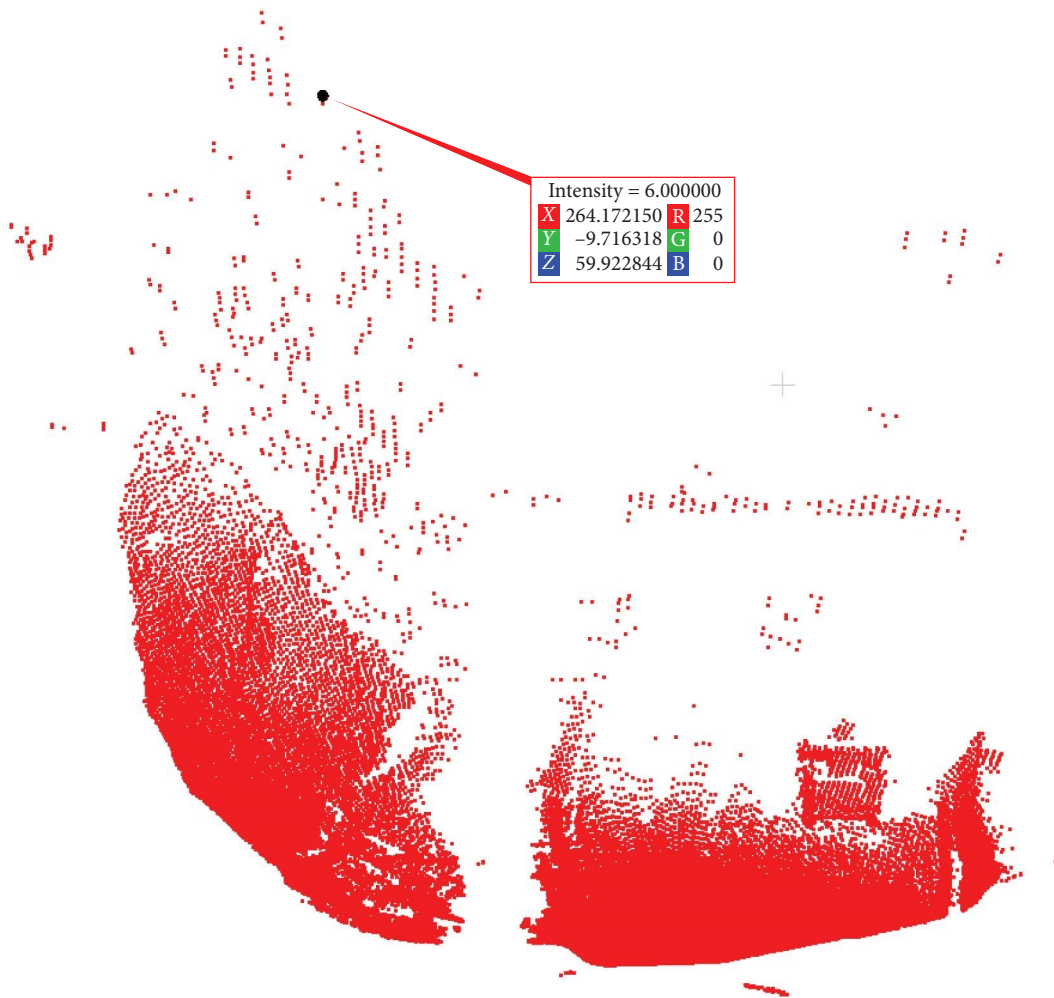 Intensity = 6.000000
X 264.172150 R 255
Y –9.716318 G 0
Z 59.922844 B 0